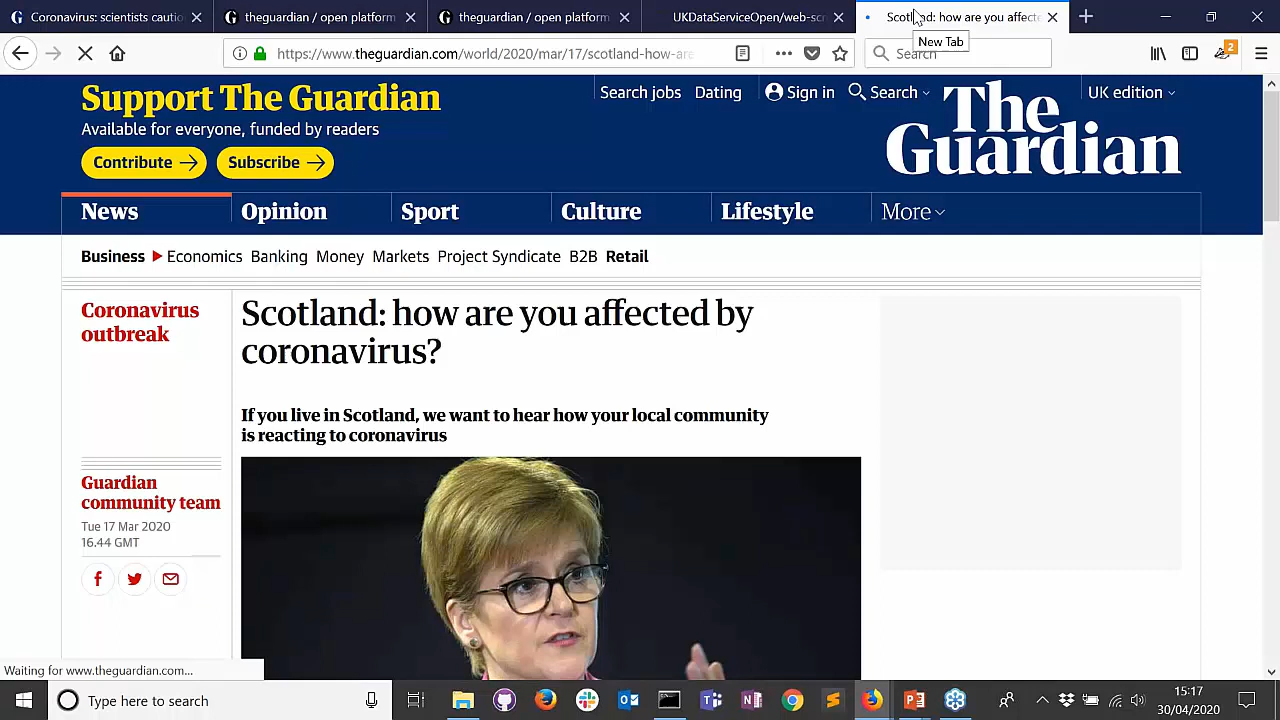 Coronavirus: scientists cautio
theguardian / open platform
theguardian / open platform
UKDataServiceOpen/web-scr
Scotland: how are you affecte
New Tab
https://www.theguardian.com/world/2020/mar/17/scotland-how-are
Search
2
Support The Guardian
Available for everyone, funded by readers
Contribute
Subscribe
Search jobs
Dating
Sign in
Search
UK edition
The Guardian
News
Opinion
Sport
Culture
Lifestyle
More
Business
Economics
Banking
Money
Markets
Project Syndicate
B2B
Retail
Coronavirus
outbreak
Scotland: how are you affected by
coronavirus?
If you live in Scotland, we want to hear how your local community
is reacting to coronavirus
Guardian
community team
Tue 17 Mar 2020
16.44 GMT
Waiting for www.theguardian.com...
Type here to search
15:17
30/04/2020